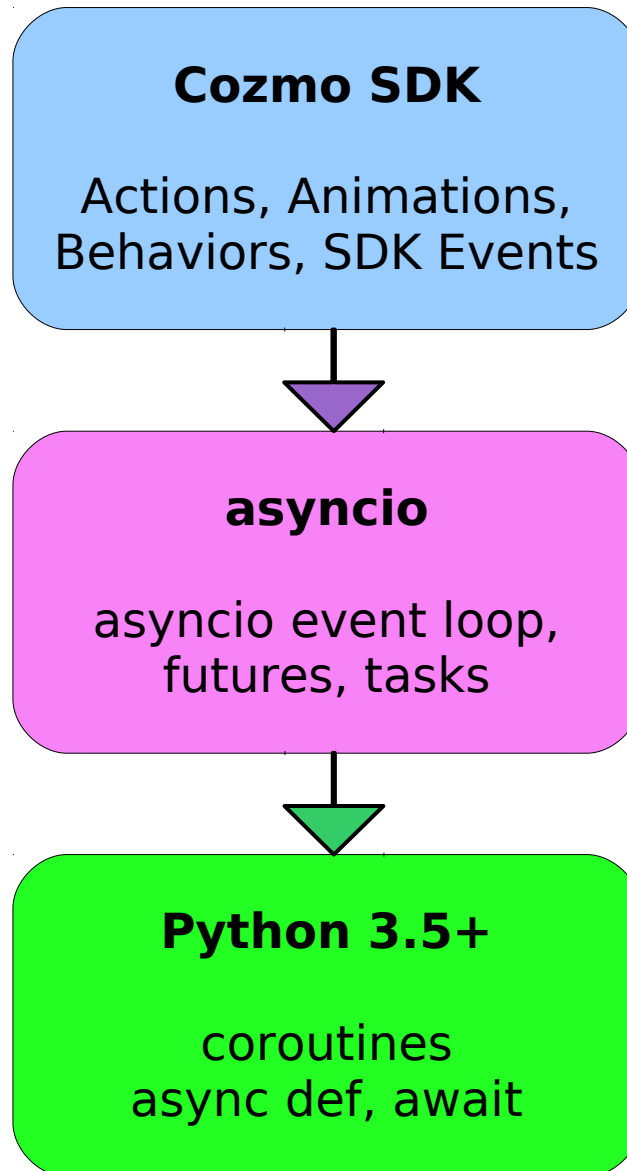 Cozmo SDK
Actions, Animations,
Behaviors, SDK Events
asyncio
asyncio event loop,
futures, tasks
Python 3.5+
coroutines
async def, await